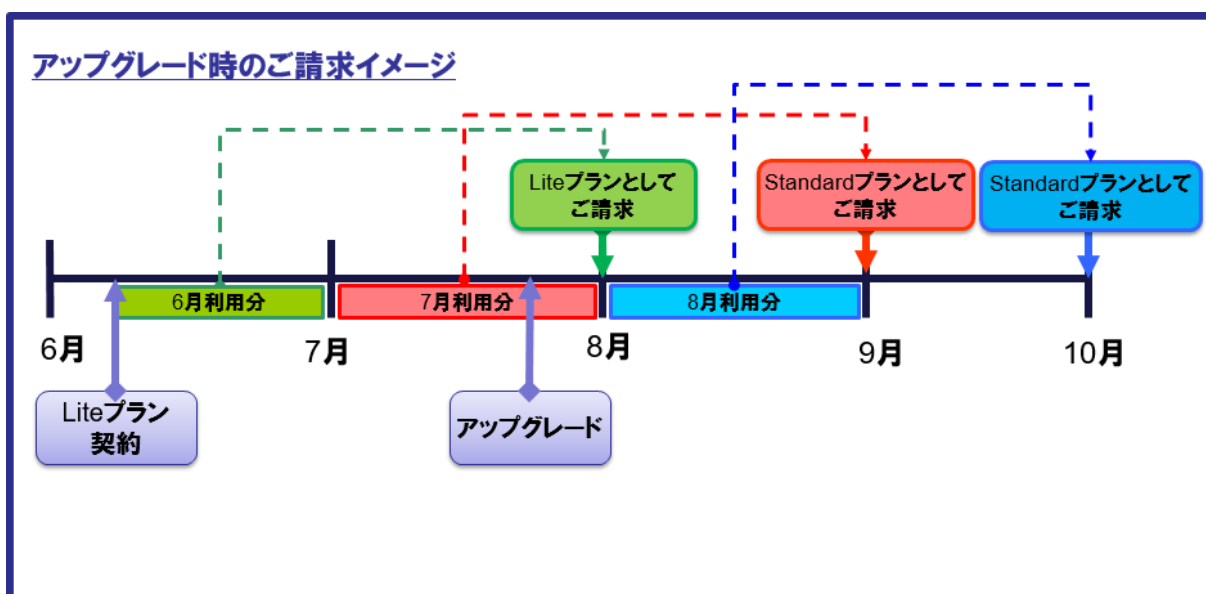 アップグレード時のご請求イメージ
Liteプランとして
ご請求
Standardプランとして
ご請求
Standardプランとして
ご請求
6月利用分
7月利用分
8月利用分
6月
7月
8月
9月
10月
Liteプラン
契約
アップグレード